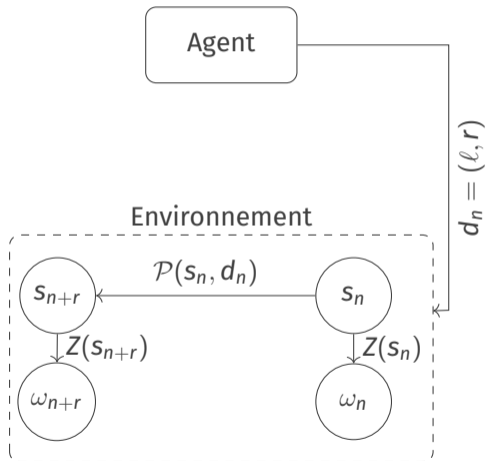 Agent
d_n = (ℓ, r)
Environnement
s_{n+r}
𝒫(s_n, d_n)
s_n
Z(s_{n+r})
Z(s_n)
ω_{n+r}
ω_n